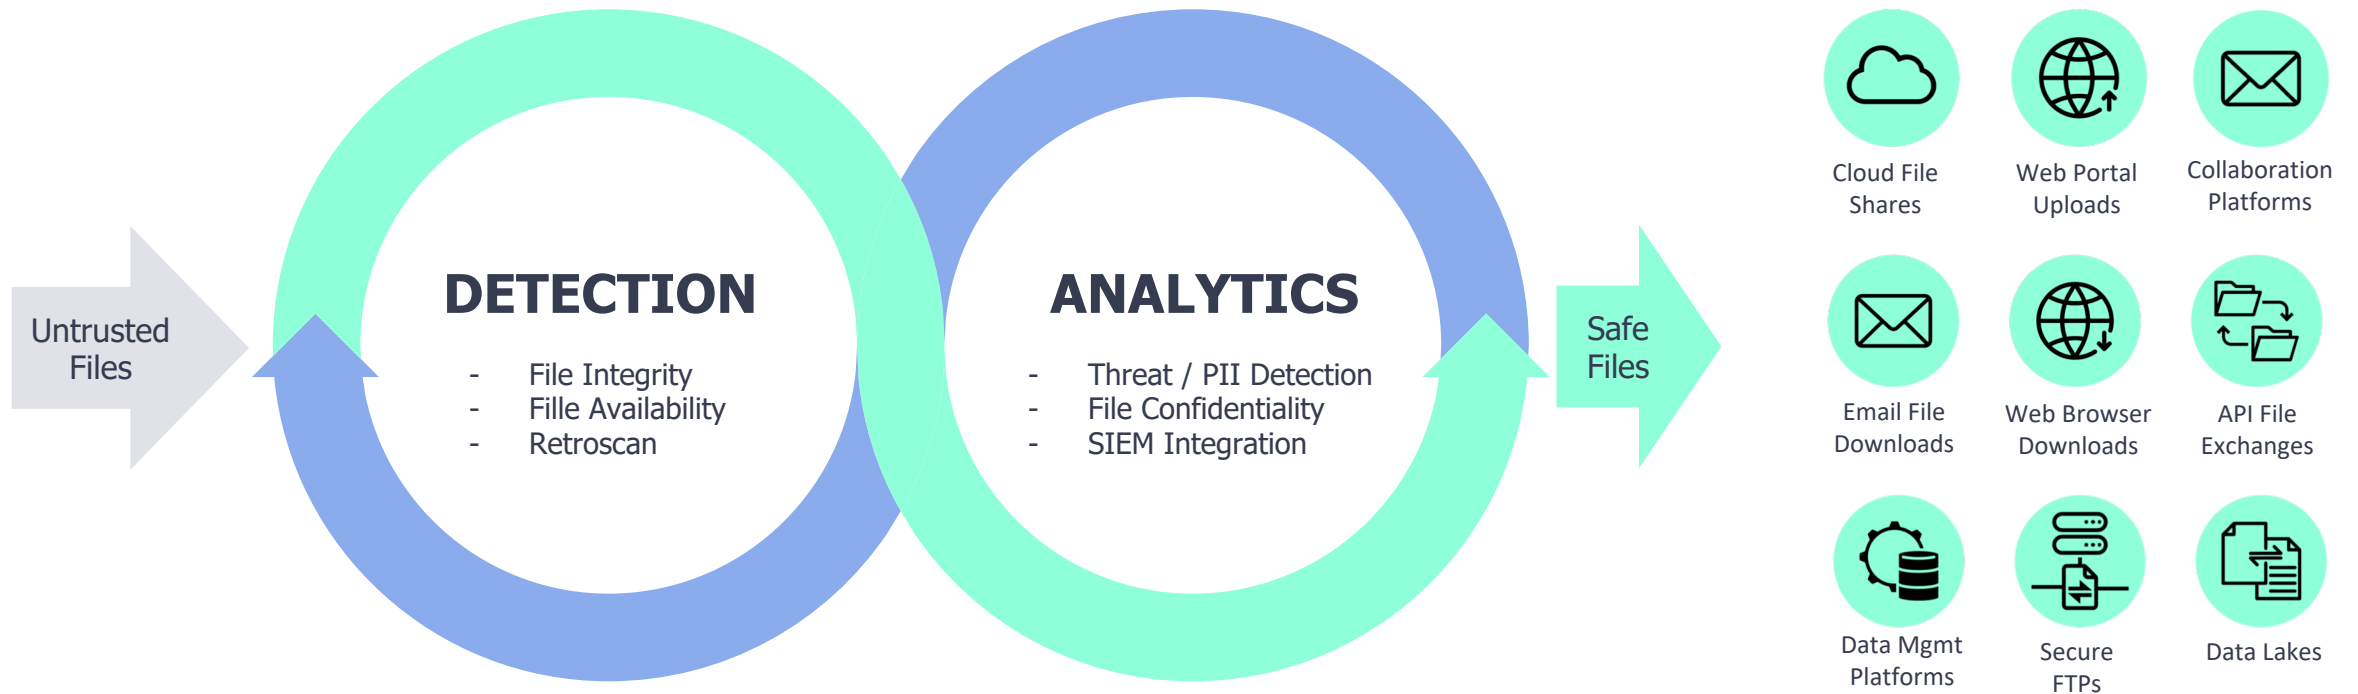 Untrusted
Files
DETECTION
- File Integrity
- Fille Availability
- Retroscan
ANALYTICS
- Threat / PII Detection
- File Confidentiality
- SIEM Integration
Safe
Files
Cloud File
Shares
Web Portal
Uploads
Collaboration
Platforms
Email File
Downloads
Web Browser
Downloads
API File
Exchanges
Data Mgmt
Platforms
Secure
FTPs
Data Lakes